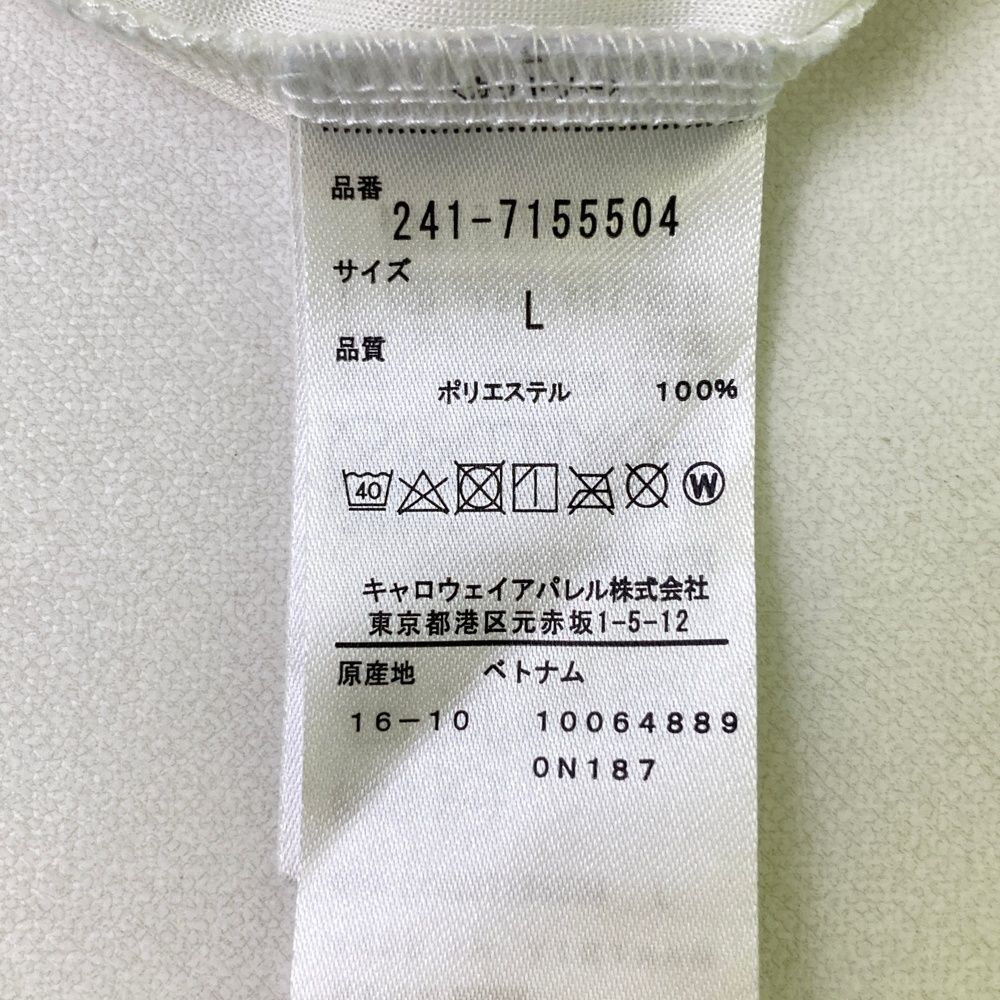 品番
241-7155504
サイズ
L
品質
ポリエステル 100%
40
W
キャロウェイアパレル株式会社
東京都港区元赤坂1-5-12
原産地 ベトナム
16-10 10064889
0N187